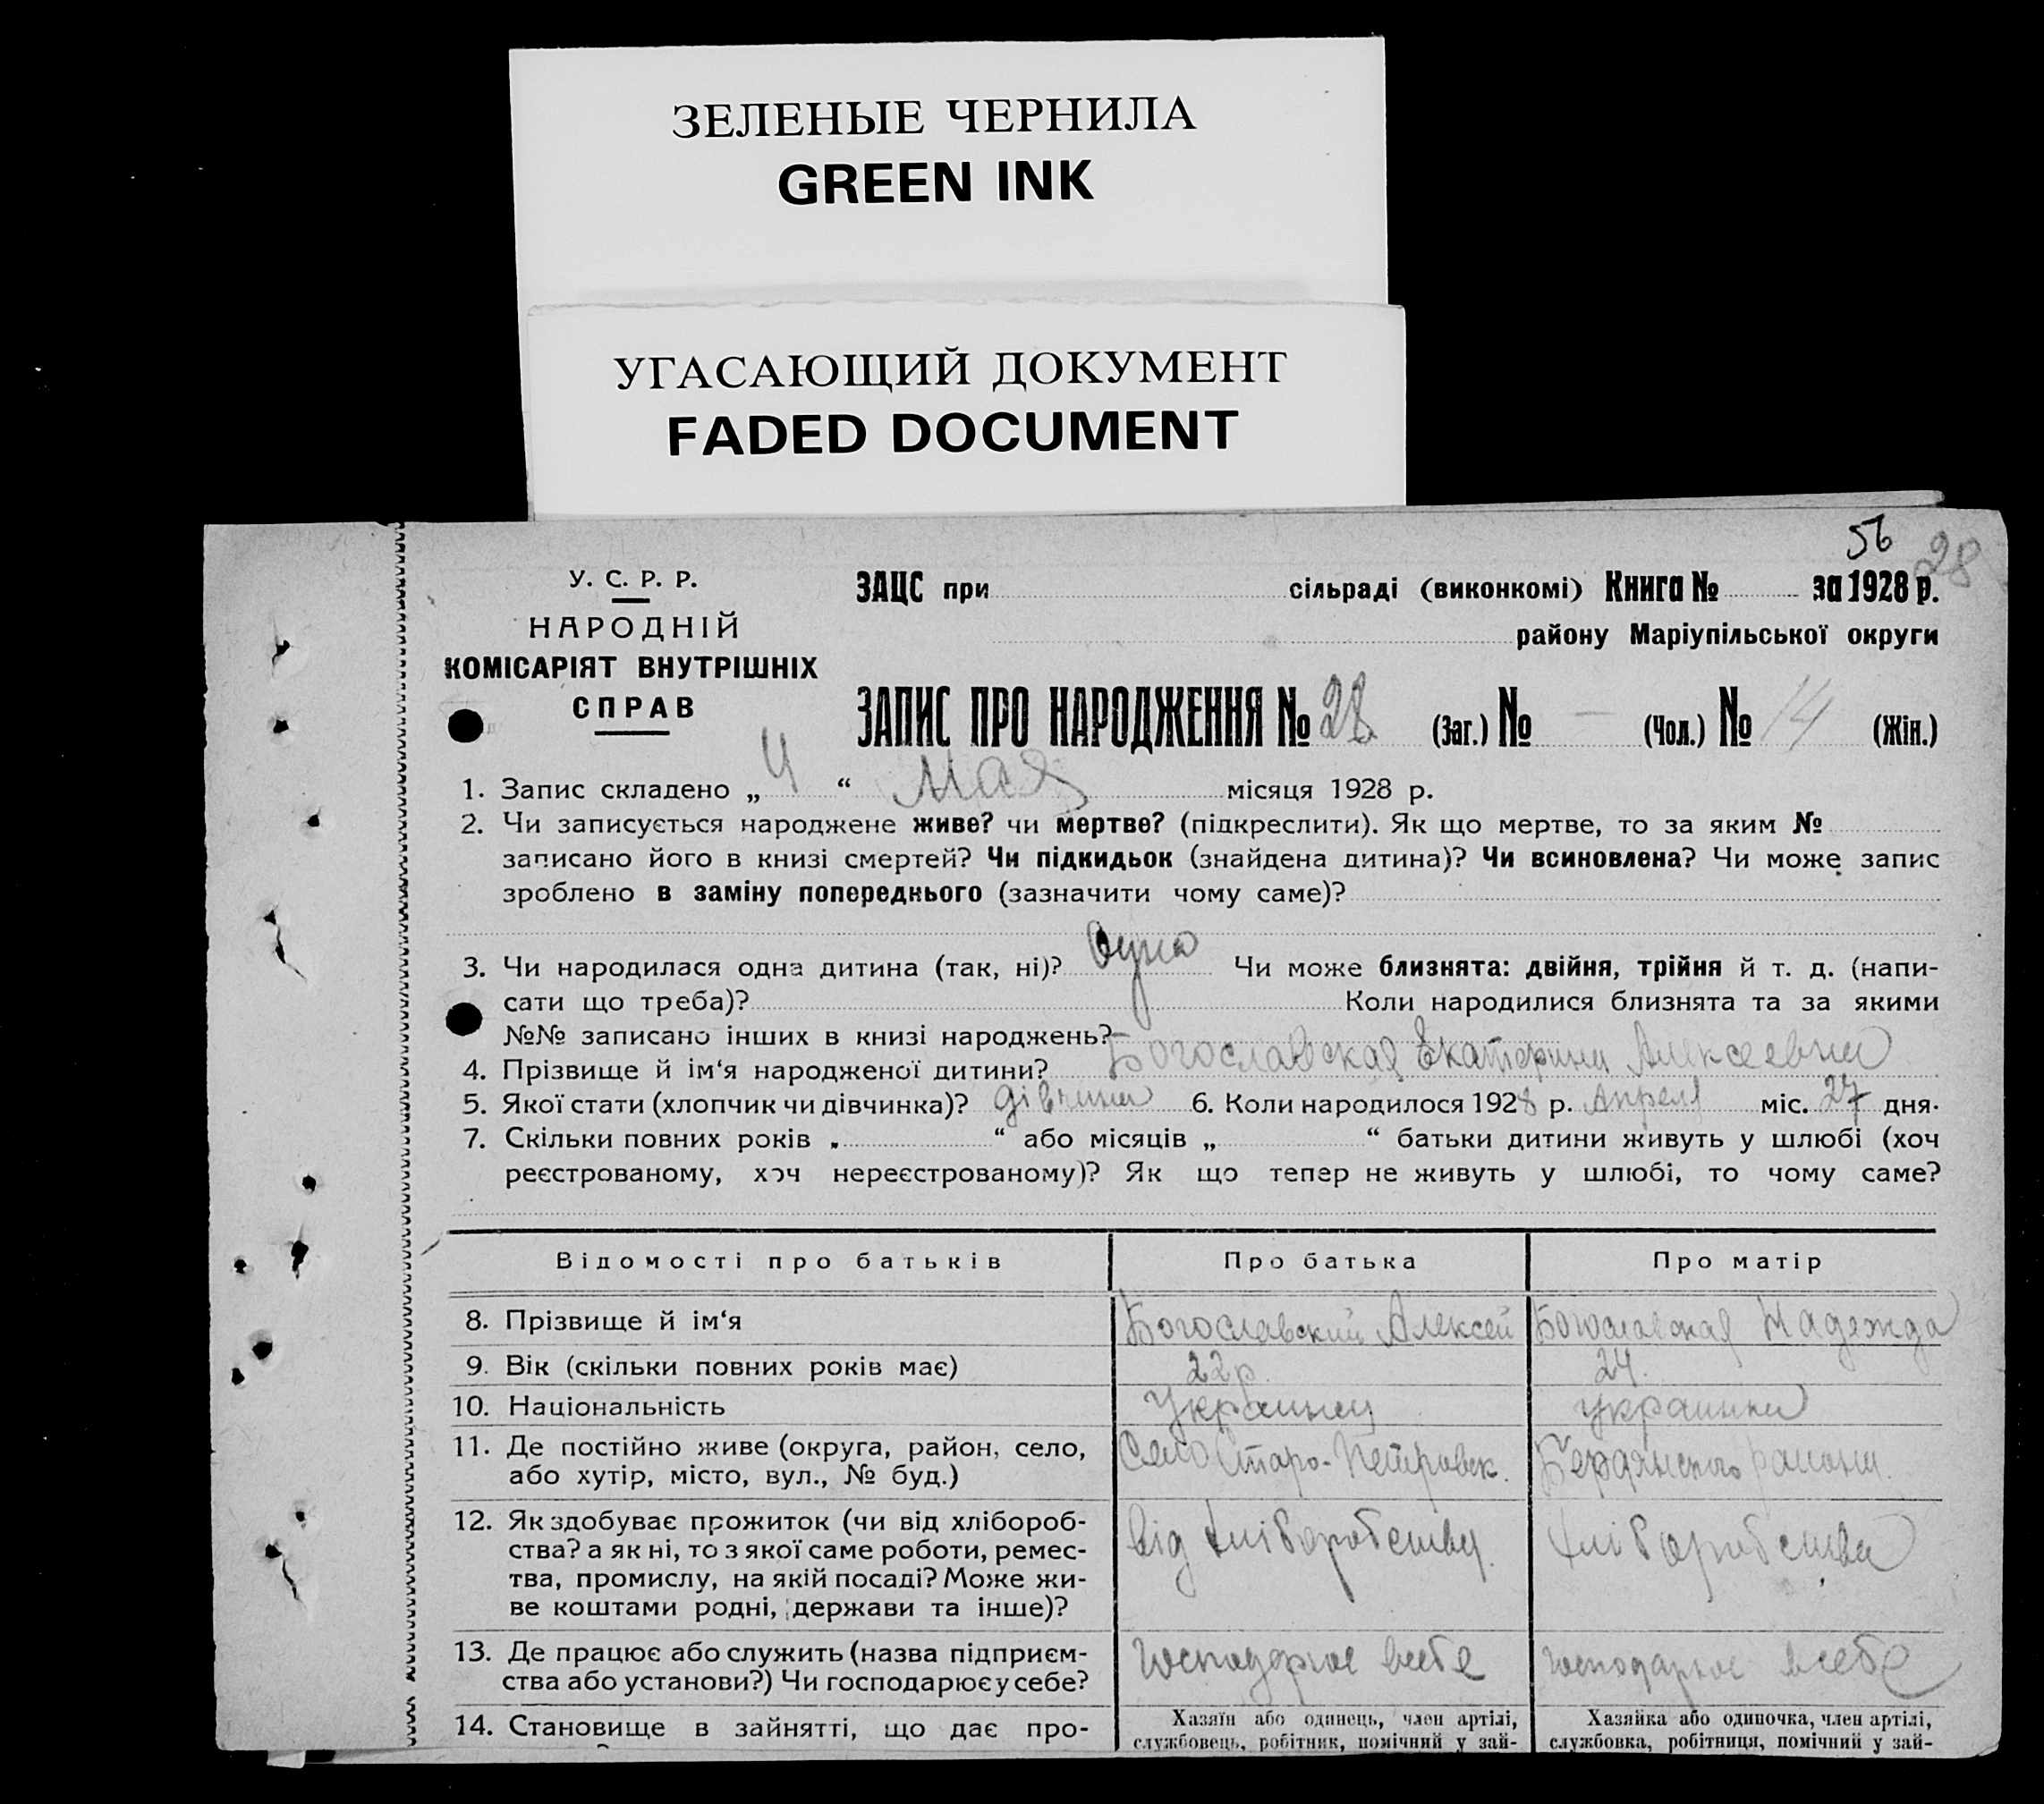 ЗЕЛЕНЫЕ ЧЕРНИЛА
GREEN INK
УГАСАЮЩИЙ ДОКУМЕНТ
FADED DOCUMENT
56 28
У. С. Р. Р.
НАРОДНІЙ
КОМІСАРІЯТ ВНУТРІШНІХ
СПРАВ
ЗАЦС при сільраді (виконкомі) Книга № за 1928 р.
району Маріупільської округи
ЗАПИС ПРО НАРОДЖЕННЯ № 28 (Заг.) № — (Чол.) № 14 (Жін.)
1. Запис складено „ 4 “ Мая місяця 1928 р.
2. Чи записується народжене живе? чи мертве? (підкреслити). Як що мертве, то за яким №
записано його в книзі смертей? Чи підкидьок (знайдена дитина)? Чи всиновлена? Чи може запис
зроблено в заміну попереднього (зазначити чому саме)?
3. Чи народилася одна дитина (так, ні)? Одна Чи може близнята: двійня, трійня й т. д. (напи-
сати що треба)? Коли народилися близнята та за якими
№№ записано інших в книзі народжень?
4. Прізвище й ім‘я народженої дитини? Богославская Екатерина Алексеевна
5. Якої стати (хлопчик чи дівчинка)? дівчина 6. Коли народилося 1928 р. Апреля міс. 27 дня.
7. Скільки повних років „ “ або місяців „ “ батьки дитини живуть у шлюбі (хоч
реєстрованому, хоч нереєстрованому)? Як що тепер не живуть у шлюбі, то чому саме?
Відомості про батьків Про батька Про матір
8. Прізвище й ім‘я Богославский Алексей Богославская Надежда
9. Вік (скільки повних років має) 22 р. 24.
10. Національність Украинец украинка
11. Де постійно живе (округа, район, село,
або хутір, місто, вул., № буд.) Село Старо-Петровск. Бердянского района.
12. Як здобуває прожиток (чи від хлібороб-
ства? а як ні, то з якої саме роботи, ремес-
тва, промислу, на якій посаді? Може жи-
ве коштами родні, держави та інше)?
від хліборобства. хліборобства
13. Де працює або служить (назва підприєм-
ства або установи?) Чи господарює у себе?
господарює всебе господарює всебе
14. Становище в зайнятті, що дає про-
Хазяїн або одинець, член артілі,
службовець, робітник, помічний у зай-
Хазяйка або одиночка, член артілі,
службовка, робітниця, помічний у зай-